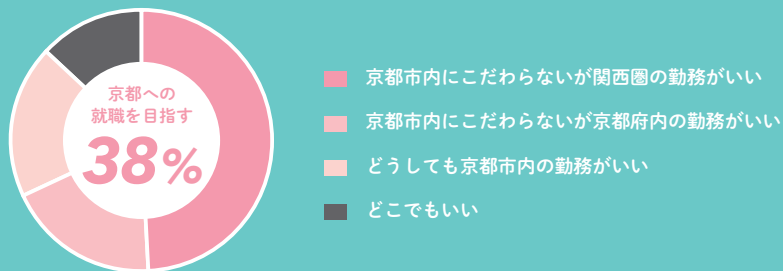 京都への
就職を目指す
38%
京都市内にこだわらないが関西圏の勤務がいい
京都市内にこだわらないが京都府内の勤務がいい
どうしても京都市内の勤務がいい
どこでもいい